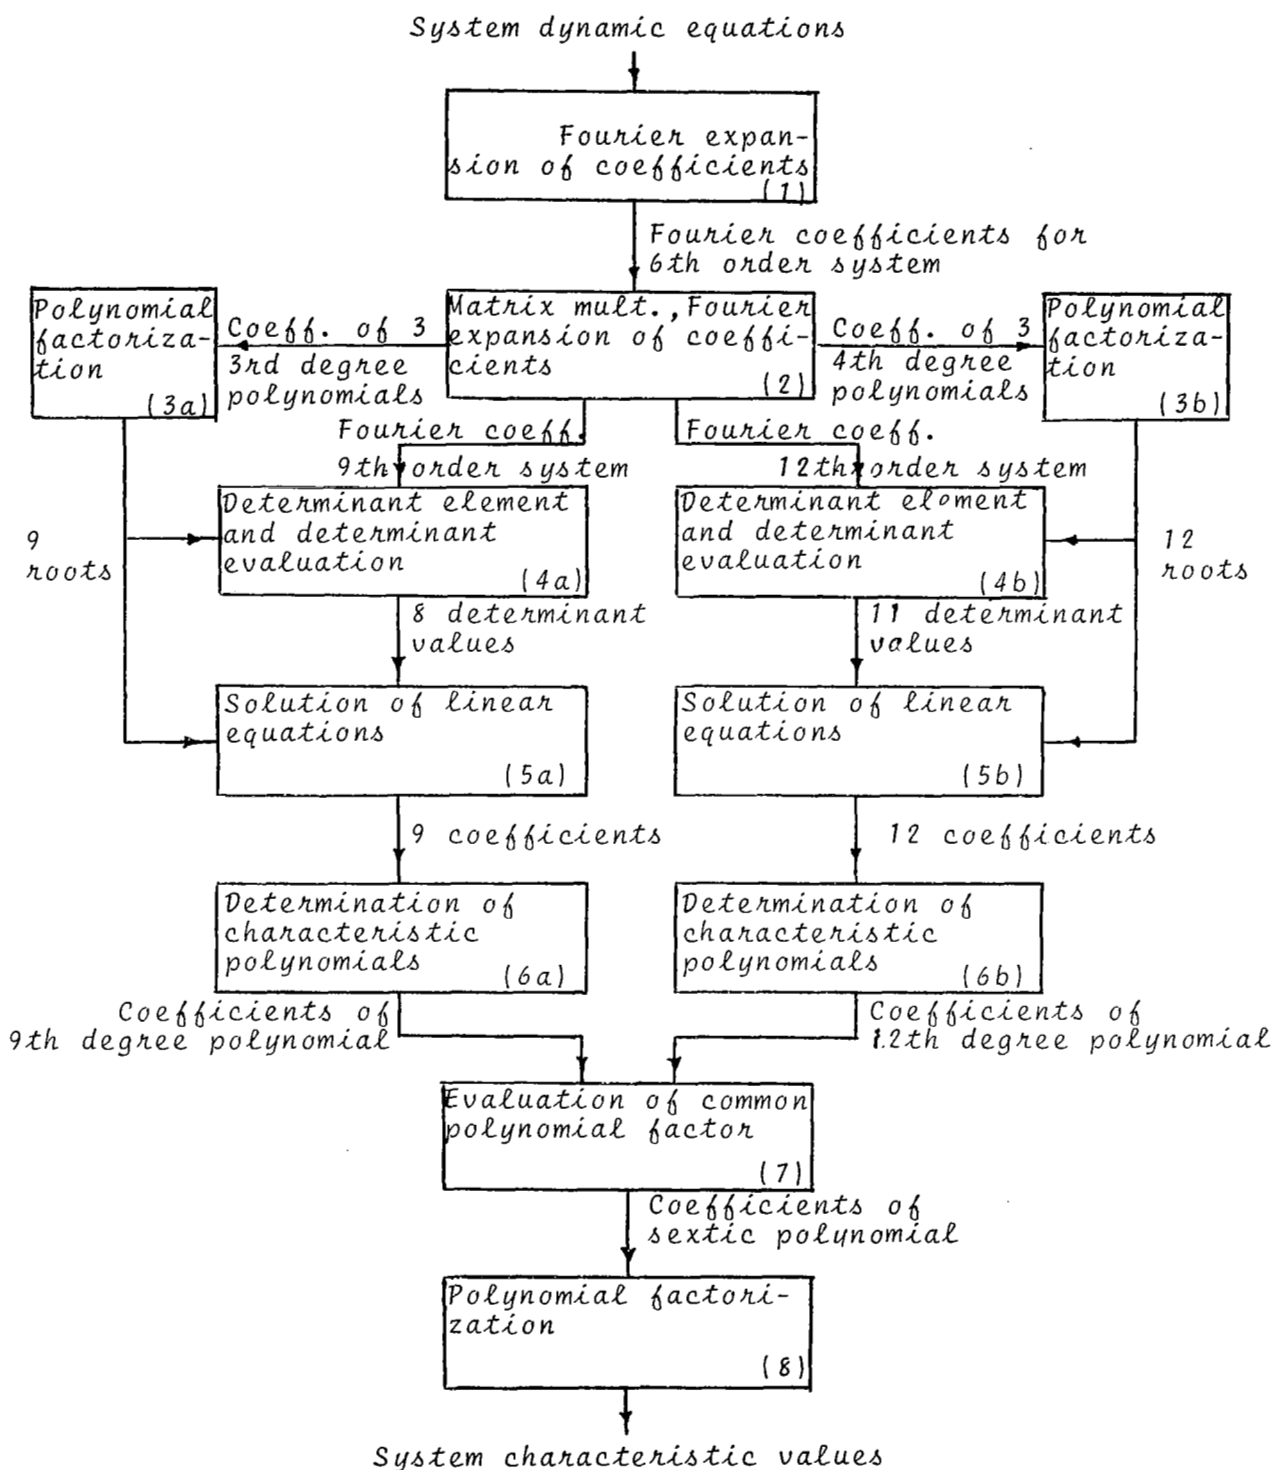 System dynamic equations
Fourier expan-
sion of coefficients
(1)
Fourier coefficients for
6th order system
Polynomial
factoriza-
tion
(3a)
Coeff. of 3
3rd degree
polynomials
Matrix mult., Fourier
expansion of coeffi-
cients
(2)
Coeff. of 3
4th degree
polynomials
Polynomial
factoriza-
tion
(3b)
Fourier coeff.
9th order system
Fourier coeff.
12th order system
9
roots
Determinant element
and determinant
evaluation
(4a)
Determinant element
and determinant
evaluation
(4b)
12
roots
8 determinant
values
11 determinant
values
Solution of linear
equations
(5a)
Solution of linear
equations
(5b)
9 coefficients
12 coefficients
Determination of
characteristic
polynomials
(6a)
Determination of
characteristic
polynomials
(6b)
Coefficients of
9th degree polynomial
Coefficients of
12th degree polynomial
Evaluation of common
polynomial factor
(7)
Coefficients of
sextic polynomial
Polynomial factori-
zation
(8)
System characteristic values